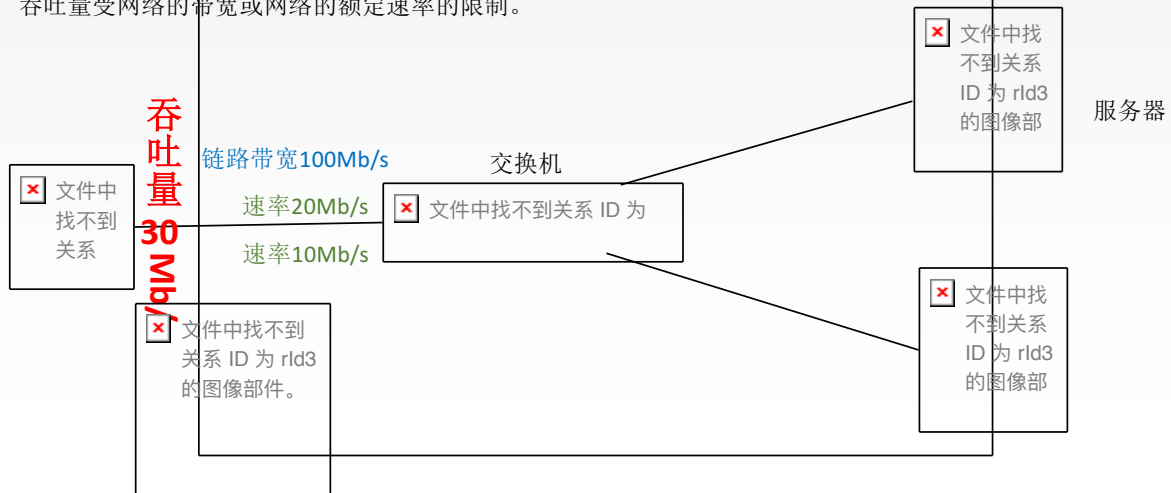 吞吐量受网络的带宽或网络的额定速率的限制。
文件中找
不到关系
ID 为 rId3
的图像部
服务器
吞吐量30 Mb/
链路带宽100Mb/s
交换机
文件中
找不到
关系
速率20Mb/s
文件中找不到关系 ID 为
速率10Mb/s
文件中找
不到关系
ID 为 rId3
的图像部
文件中找不到
关系 ID 为 rId3
的图像部件。